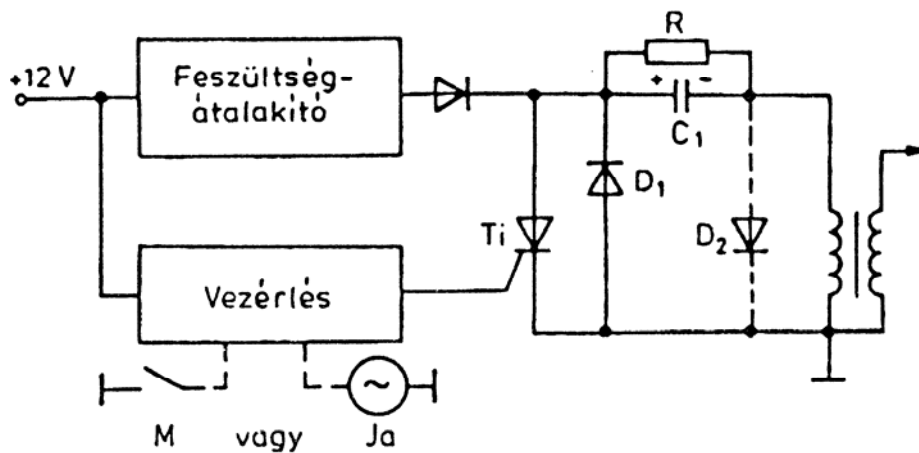 R
+12 V
Feszültség-
átalakító
+ -
C1
D1
Ti
D2
Vezérlés
~
M vagy Ja